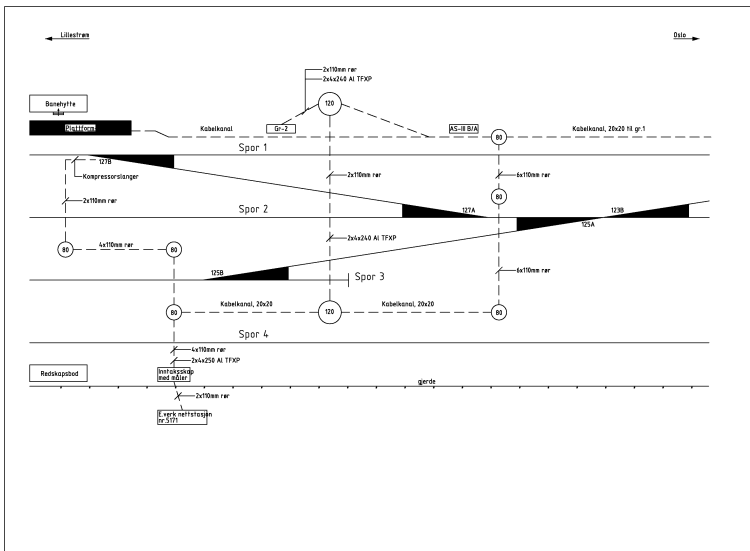 Lillestrøm
Oslo
2x110mm rør
2x4x240 Al TFXP
Banehytte
120
Plattform
Kabelkanal
Gr-2
AS-III B/A
80
Kabelkanal, 20x20 til gr.1
Spor 1
127B
Kompressorslanger
2x110mm rør
6x110mm rør
2x110mm rør
80
Spor 2
127A
123B
125A
4x110mm rør
2x4x240 Al TFXP
80
80
125B
Spor 3
6x110mm rør
Kabelkanal, 20x20
Kabelkanal, 20x20
80
120
80
Spor 4
4x110mm rør
2x4x250 Al TFXP
Redskapsbod
Inntaksskap
med måler
gjerde
2x110mm rør
E.verk nettstasjon
nr.5171